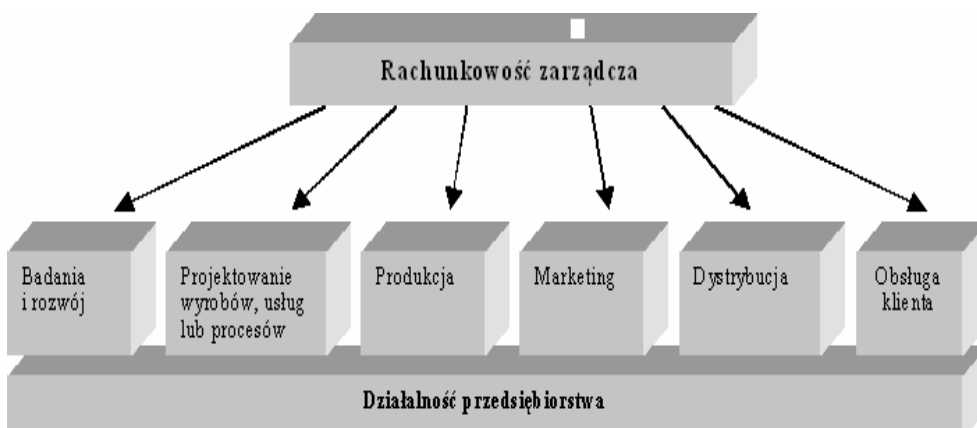 Rachunkowość zarządcza
Badania
i rozwój
Projektowanie
wyrobów, usług
lub procesów
Produkcja
Marketing
Dystrybucja
Obsługa
klienta
Działalność przedsiębiorstwa